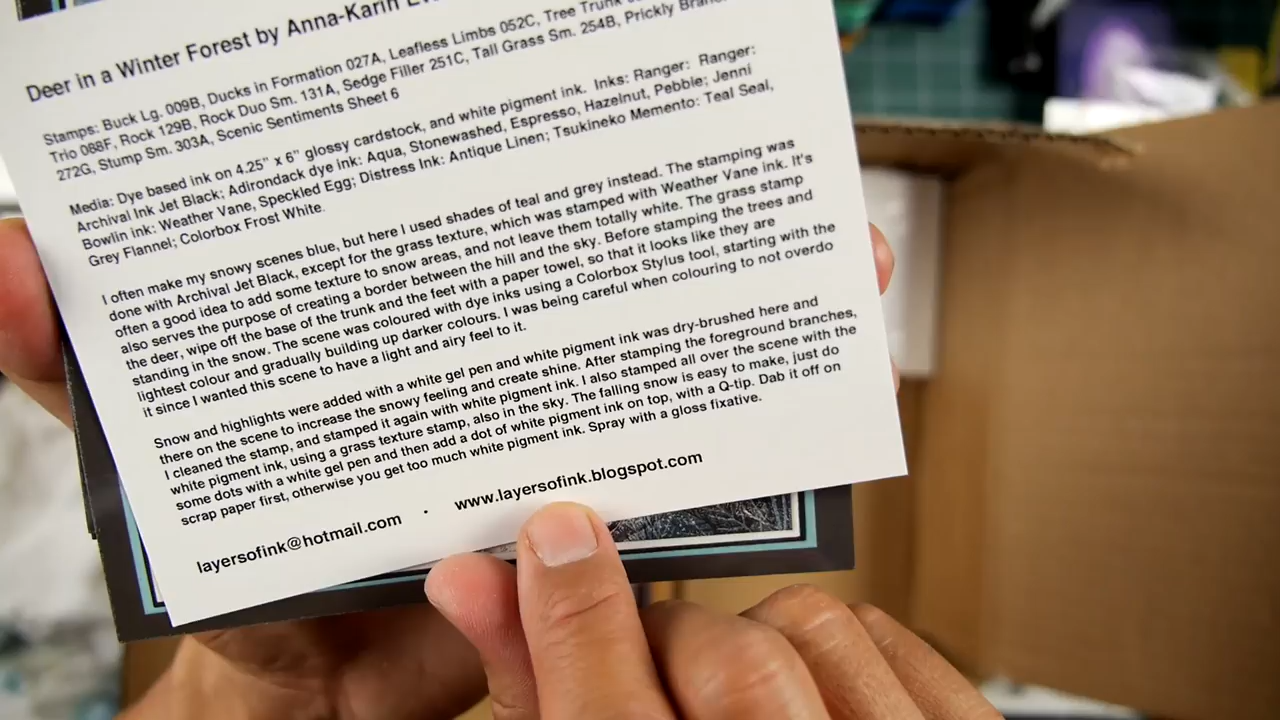 Deer in a Winter Forest by Anna-Karin
Stamps: Buck Lg. 009B, Ducks in Formation 027A, Leafless Limbs 052C, Tree Trunk
Trio 088F, Rock 129B, Rock Duo Sm. 131A, Sedge Filler 251C, Tall Grass Sm. 254B, Prickly
272G, Stump Sm. 303A, Scenic Sentiments Sheet 6
Media: Dye based ink on 4.25" x 6" glossy cardstock, and white pigment ink. Inks: Ranger: Ranger:
Archival Ink Jet Black; Adirondack dye ink: Aqua, Stonewashed, Espresso, Hazelnut, Pebble; Jenni
Bowlin ink: Weather Vane, Speckled Egg; Distress Ink: Antique Linen; Tsukineko Memento: Teal Seal,
Grey Flannel; Colorbox Frost White.
I often make my snowy scenes blue, but here I used shades of teal and grey instead. The stamping was
done with Archival Jet Black, except for the grass texture, which was stamped with Weather Vane ink. It's
often a good idea to add some texture to snow areas, and not leave them totally white. The grass stamp
also serves the purpose of creating a border between the hill and the sky. Before stamping the trees and
the deer, wipe off the base of the trunk and the feet with a paper towel, so that it looks like they are
standing in the snow. The scene was coloured with dye inks using a Colorbox Stylus tool, starting with the
lightest colour and gradually building up darker colours. I was being careful when colouring to not overdo
it since I wanted this scene to have a light and airy feel to it.
Snow and highlights were added with a white gel pen and white pigment ink was dry-brushed here and
there on the scene to increase the snowy feeling and create shine. After stamping the foreground branches,
I cleaned the stamp, and stamped it again with white pigment ink. I also stamped all over the scene with the
white pigment ink, using a grass texture stamp, also in the sky. The falling snow is easy to make, just do
some dots with a white gel pen and then add a dot of white pigment ink on top, with a Q-tip. Dab it off on
scrap paper first, otherwise you get too much white pigment ink. Spray with a gloss fixative.
layersofink@hotmail.com · www.layersofink.blogspot.com